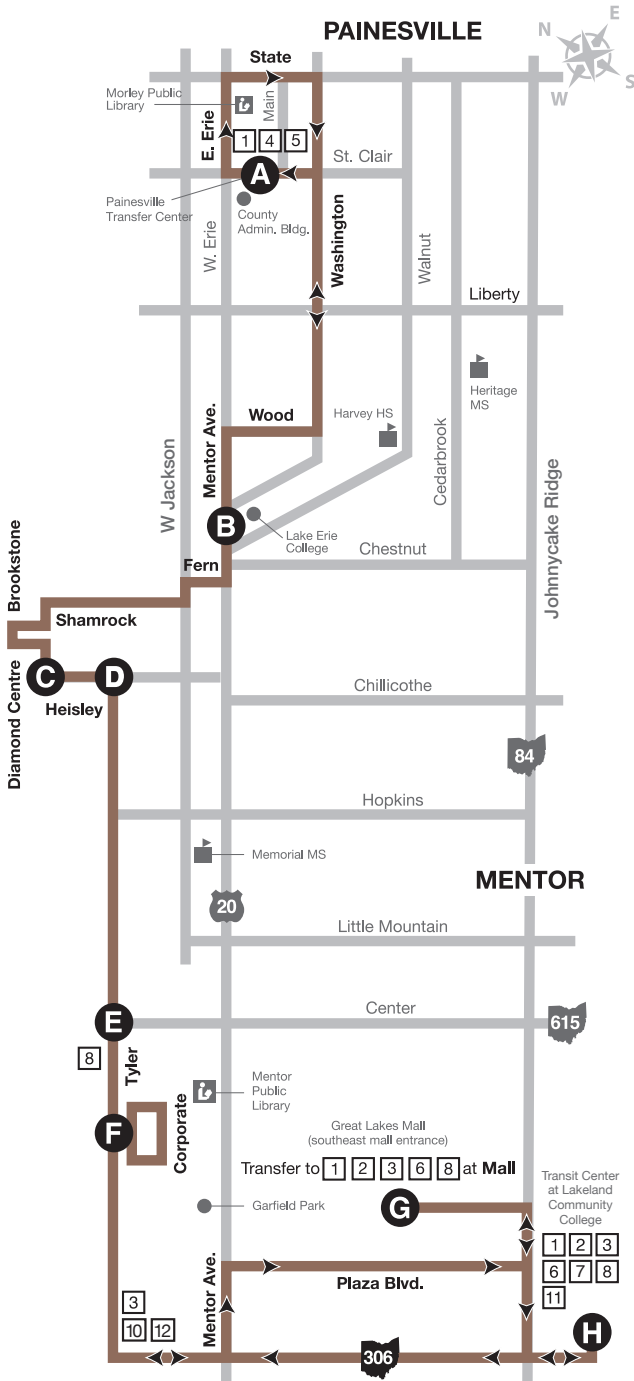 PAINESVILLE
N
E
S
W
State
Morley Public
Library
Main
E. Erie
1 4 5
St. Clair
A
Painesville
Transfer Center
County
Admin. Bldg.
W. Erie
Washington
Walnut
Liberty
Heritage
MS
Wood
Harvey HS
Mentor Ave.
W Jackson
Cedarbrook
Johnnycake Ridge
B
Lake Erie
College
Chestnut
Fern
Brookstone
Shamrock
C
D
Heisley
Diamond Centre
Chillicothe
84
Hopkins
Memorial MS
MENTOR
20
Little Mountain
Center
615
E
8
Tyler
F
Corporate
Mentor
Public
Library
Great Lakes Mall
(southeast mall entrance)
Transfer to 1 2 3 6 8 at Mall
G
Garfield Park
Transit Center
at Lakeland
Community
College
1 2 3
6 7 8
11
Plaza Blvd.
Mentor Ave.
3
10 12
H
306